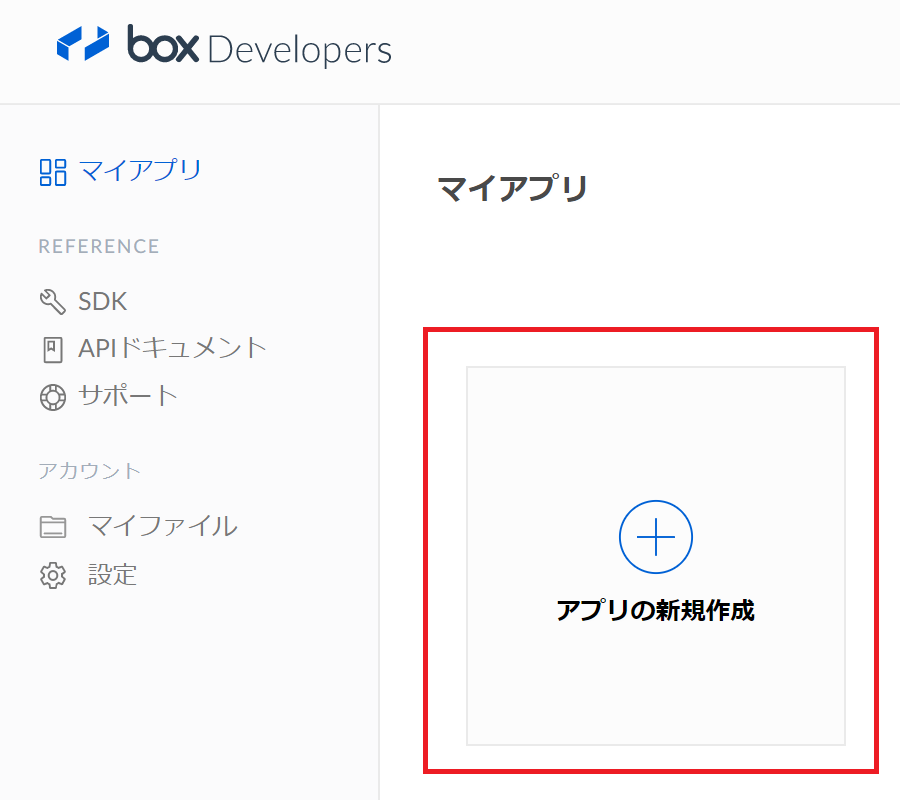 box Developers
マイアプリ
REFERENCE
SDK
APIドキュメント
サポート
アカウント
マイファイル
設定
マイアプリ
アプリの新規作成